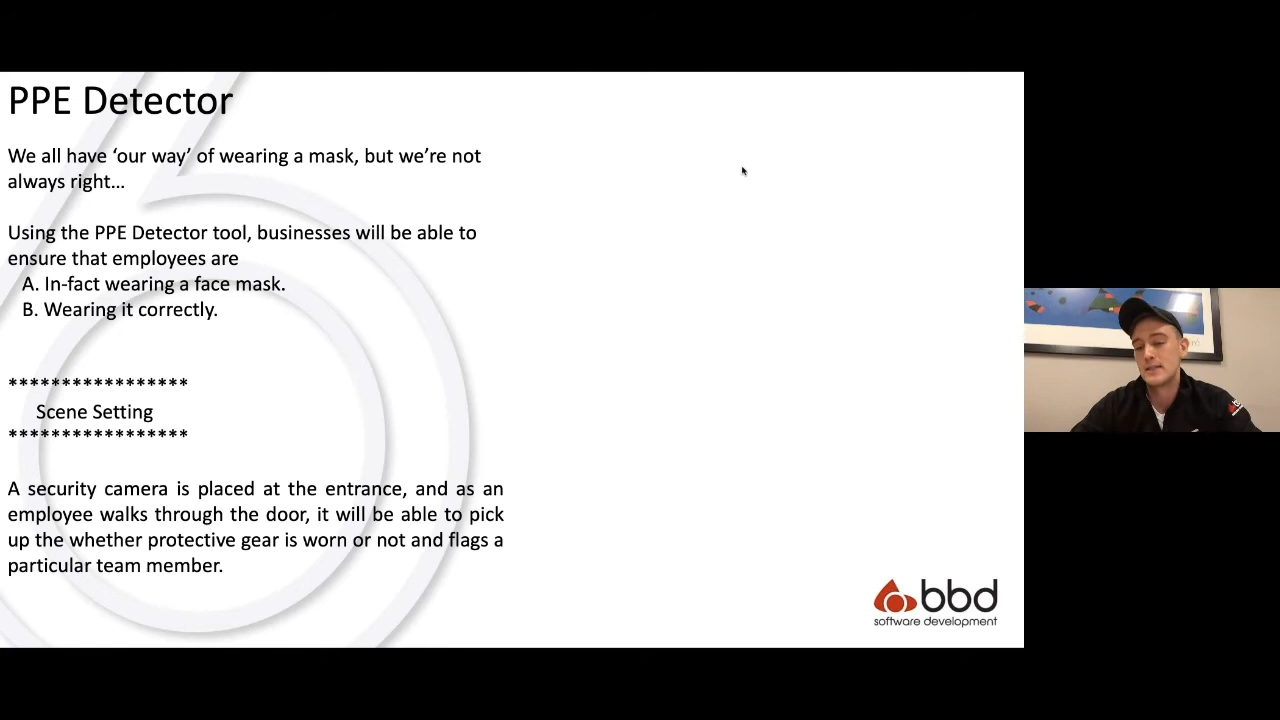 PPE Detector
We all have ‘our way’ of wearing a mask, but we’re not
always right...
Using the PPE Detector tool, businesses will be able to
ensure that employees are
A. In-fact wearing a face mask.
B. Wearing it correctly.
*****************
Scene Setting
*****************
A security camera is placed at the entrance, and as an
employee walks through the door, it will be able to pick
up the whether protective gear is worn or not and flags a
particular team member.
bbd
software development